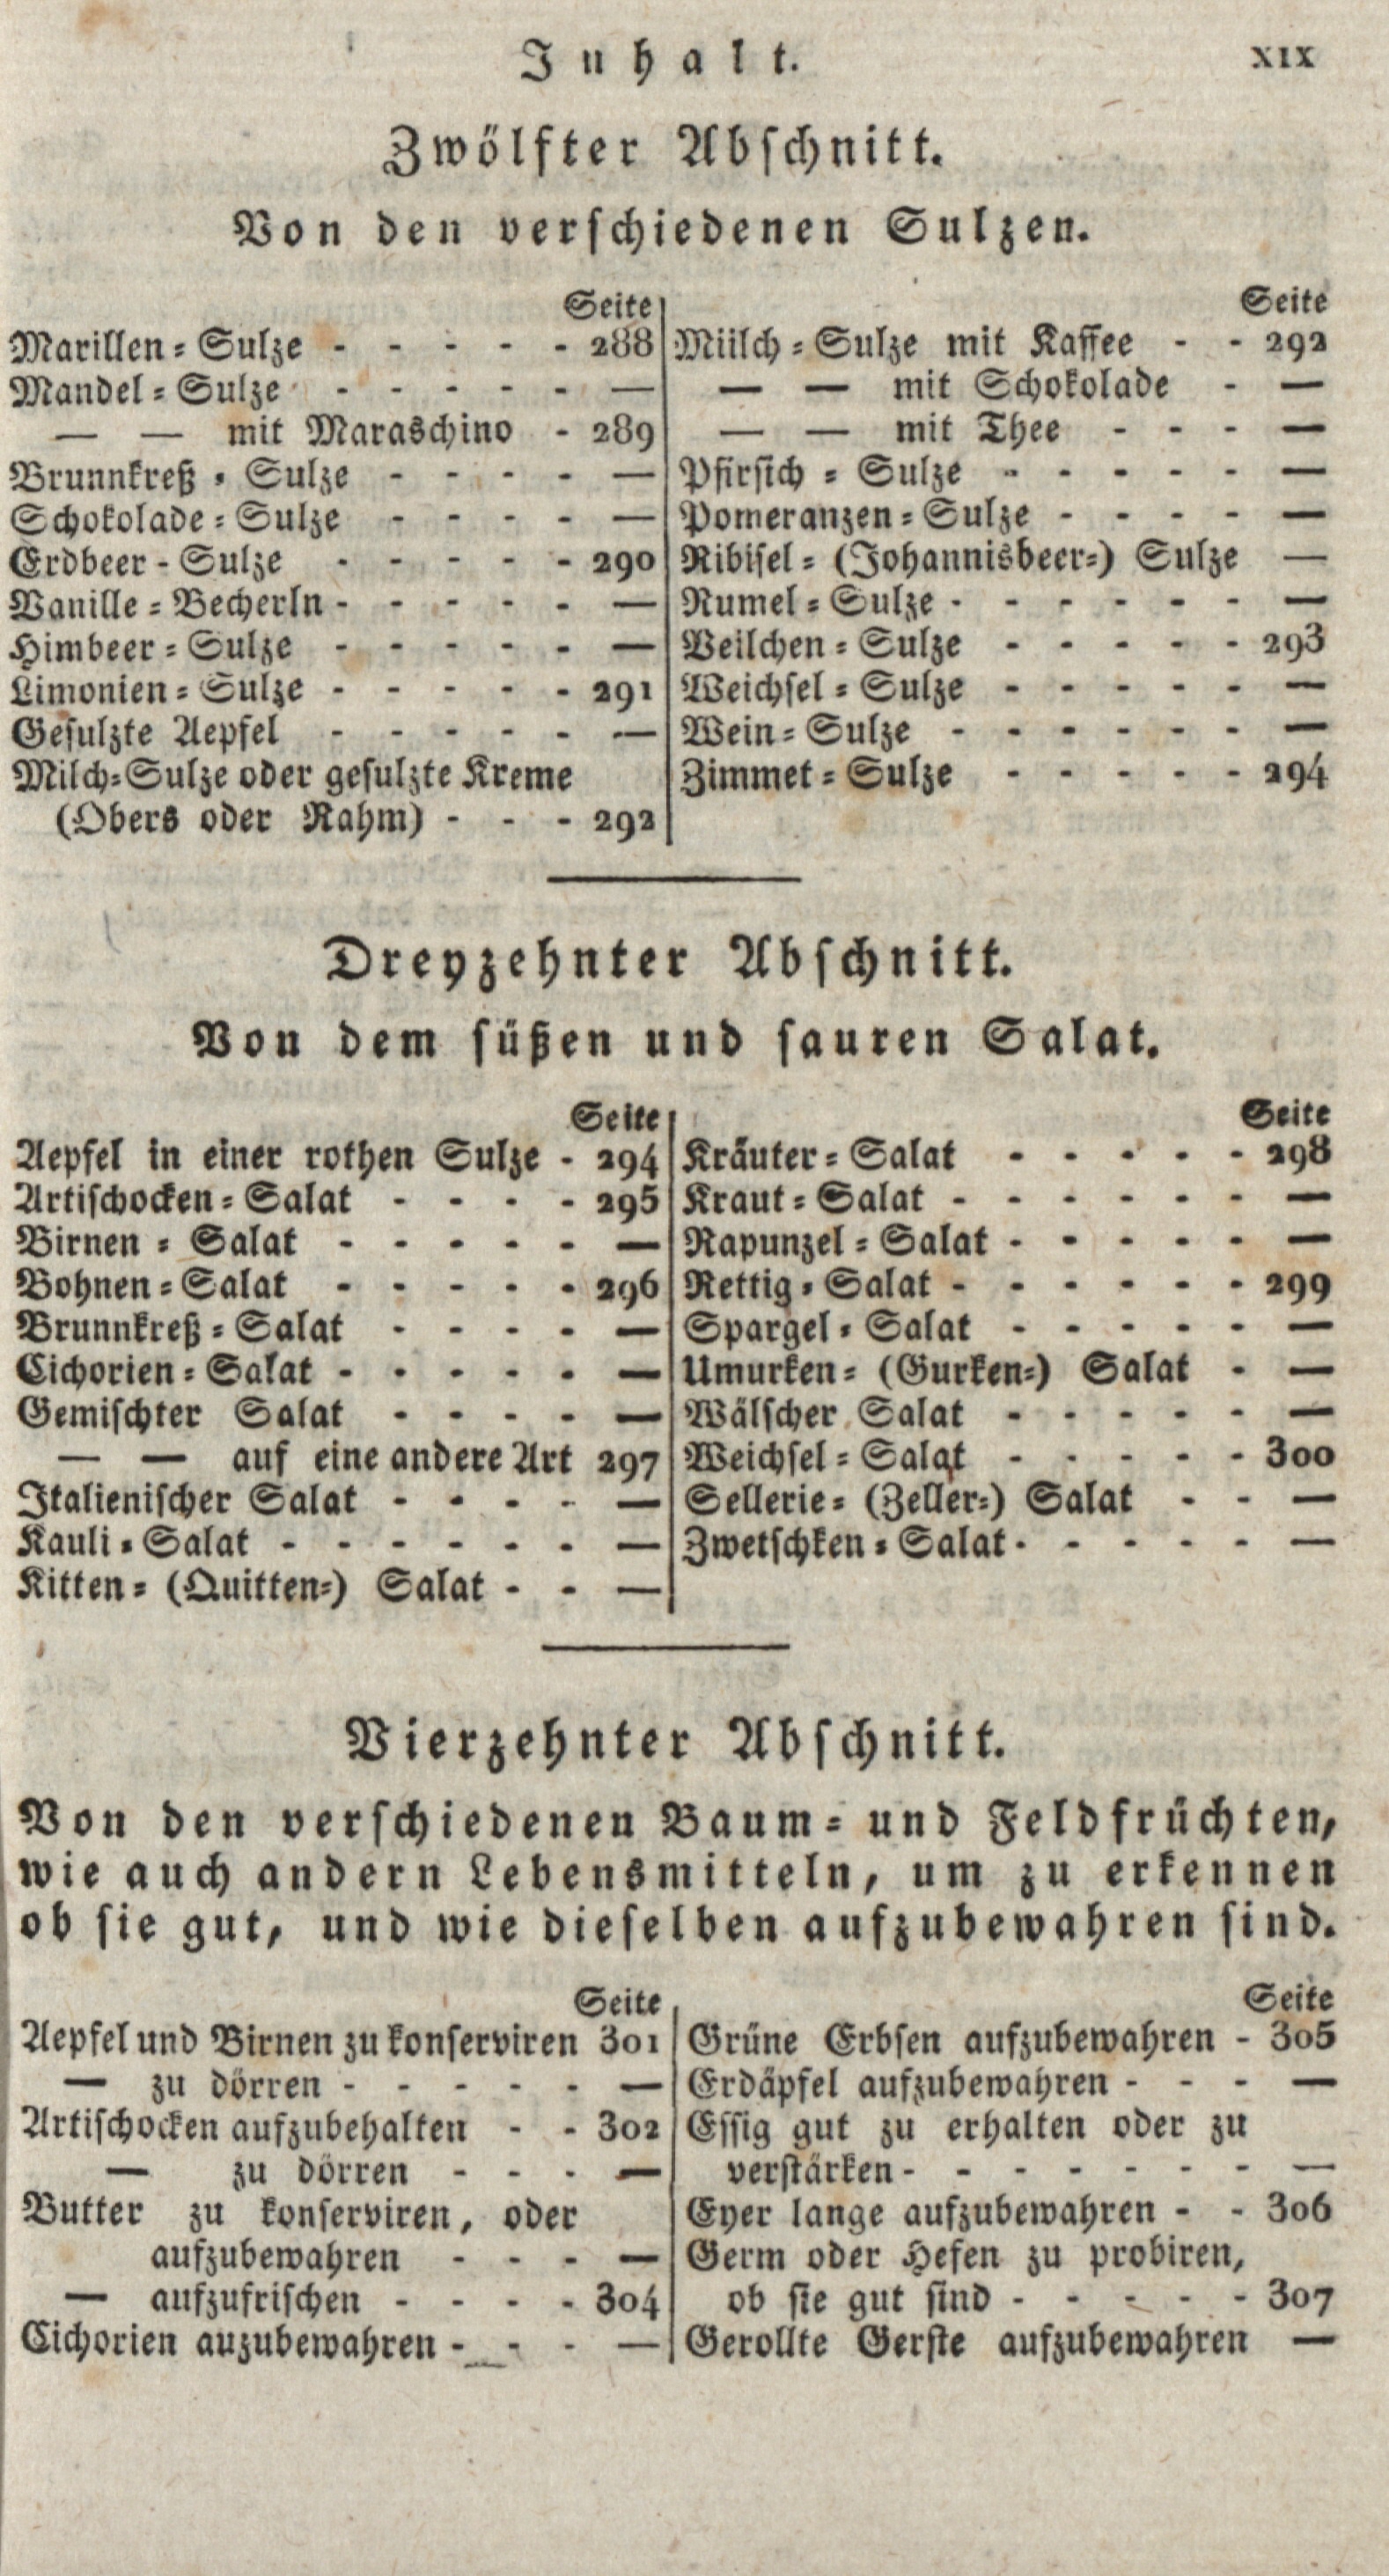 Inhalt. XIX
Zwölfter Abschnitt.
Von den verschiedenen Sulzen.
Seite
Marillen-Sulze - - - - - 288
Mandel-Sulze - - - - - —
— — mit Maraschino - 289
Brunnkreß-Sulze - - - - —
Schokolade-Sulze - - - - —
Erdbeer-Sulze - - - - - 290
Vanille-Becherln - - - - - —
Himbeer-Sulze - - - - - —
Limonien-Sulze - - - - - 291
Gesulzte Aepfel - - - - - —
Milch-Sulze oder gesulzte Kreme
(Obers oder Rahm) - - - 292
Seite
Miilch-Sulze mit Kaffee - - 292
— — mit Schokolade - —
— — mit Thee - - - —
Pfirsich-Sulze - - - - - —
Pomeranzen-Sulze - - - - —
Ribisel- (Johannisbeer-) Sulze —
Rumel-Sulze - - - - - - —
Veilchen-Sulze - - - - - 293
Weichsel-Sulze - - - - - —
Wein-Sulze - - - - - - —
Zimmet-Sulze - - - - - 294
Dreyzehnter Abschnitt.
Von dem süßen und sauren Salat.
Seite
Aepfel in einer rothen Sulze - 294
Artischocken-Salat - - - - 295
Birnen-Salat - - - - - —
Bohnen-Salat - - - - - 296
Brunnkreß-Salat - - - - —
Cichorien-Salat - - - - - —
Gemischter Salat - - - - —
— — auf eine andere Art 297
Italienischer Salat - - - - —
Kauli-Salat - - - - - - —
Kitten- (Quitten-) Salat - - —
Seite
Kräuter-Salat - - - - - 298
Kraut-Salat - - - - - - —
Rapunzel-Salat - - - - - —
Rettig-Salat - - - - - - 299
Spargel-Salat - - - - - —
Umurken- (Gurken-) Salat - —
Wälscher Salat - - - - - —
Weichsel-Salat - - - - - 300
Sellerie- (Zeller-) Salat - - —
Zwetschken-Salat - - - - - —
Vierzehnter Abschnitt.
Von den verschiedenen Baum- und Feldfrüchten,
wie auch andern Lebensmitteln, um zu erkennen
ob sie gut, und wie dieselben aufzubewahren sind.
Seite
Aepfel und Birnen zu konserviren 301
— zu dörren - - - - - —
Artischocken aufzubehalten - - 302
— zu dörren - - - —
Butter zu konserviren, oder
aufzubewahren - - - —
— aufzufrischen - - - - 304
Cichorien auzubewahren - - - —
Seite
Grüne Erbsen aufzubewahren - 305
Erdäpfel aufzubewahren - - - —
Essig gut zu erhalten oder zu
verstärken - - - - - - - —
Eyer lange aufzubewahren - - 306
Germ oder Hefen zu probiren,
ob sie gut sind - - - - - 307
Gerollte Gerste aufzubewahren —